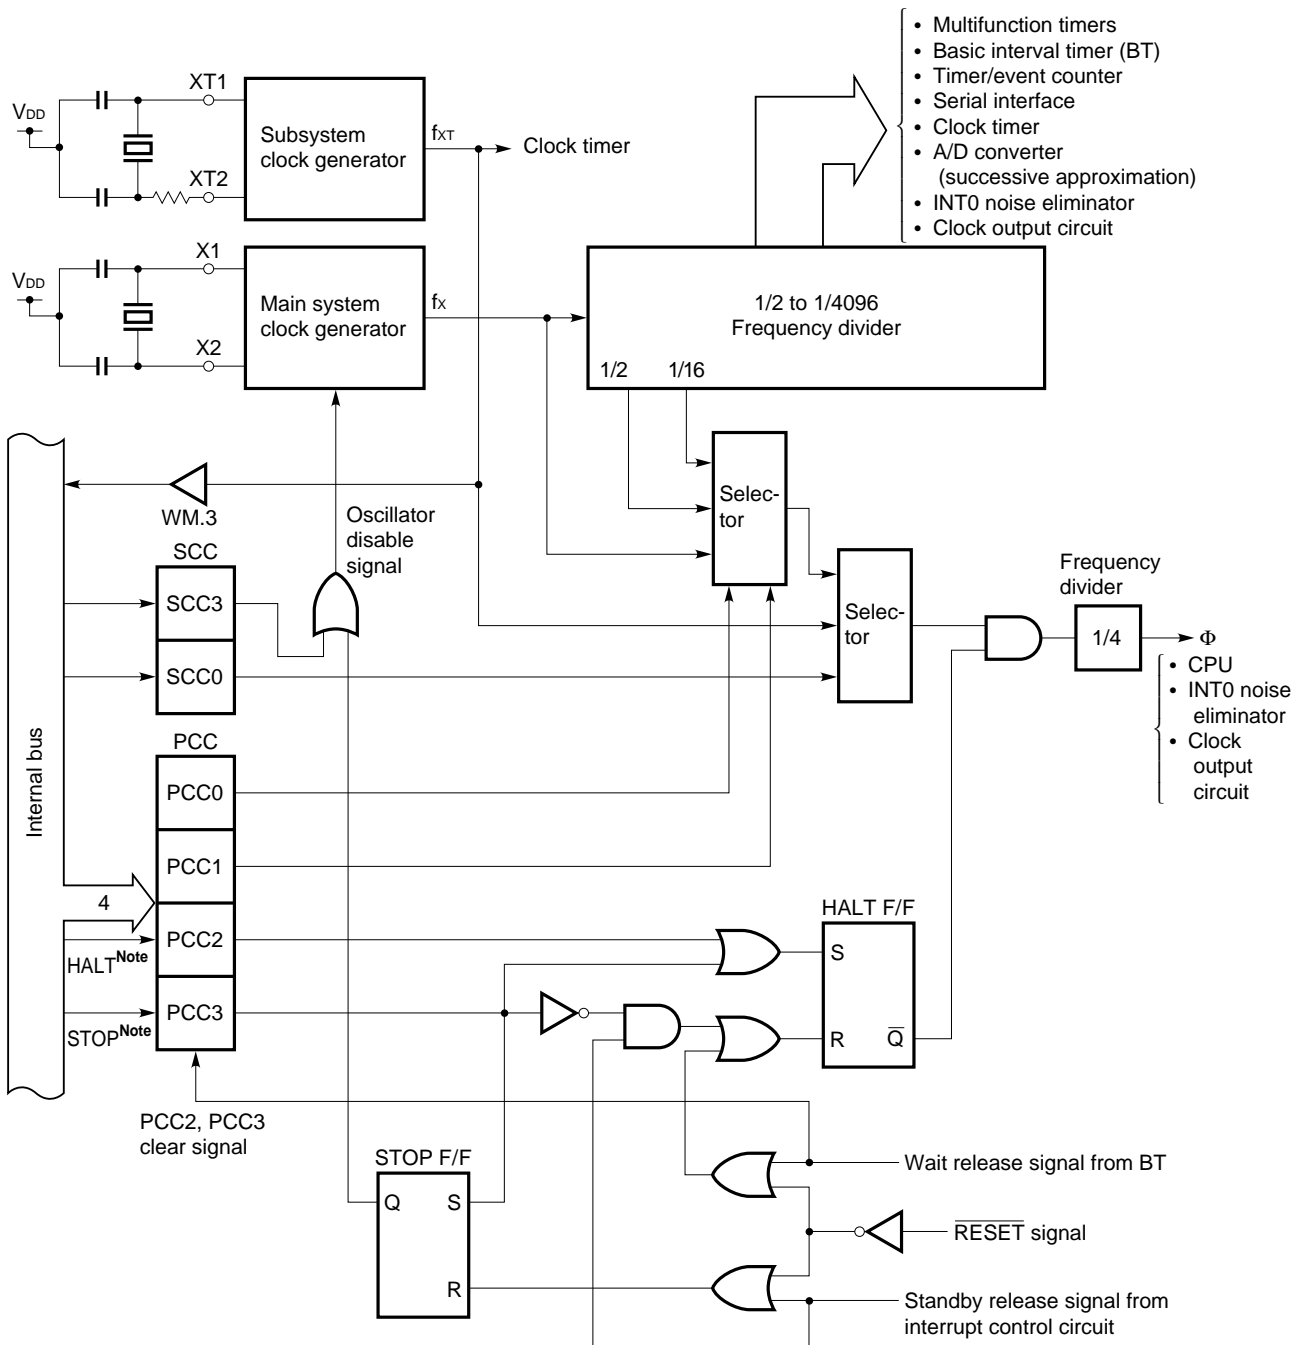 • Multifunction timers
• Basic interval timer (BT)
• Timer/event counter
• Serial interface
• Clock timer
• A/D converter
(successive approximation)
• INT0 noise eliminator
• Clock output circuit
VDD
XT1
XT2
Subsystem
clock generator
fXT
Clock timer
VDD
X1
X2
Main system
clock generator
fX
1/2 to 1/4096
Frequency divider
1/2
1/16
Selec-
tor
WM.3
Oscillator
disable
signal
SCC
SCC3
SCC0
Selec-
tor
Frequency
divider
1/4
Φ
• CPU
• INT0 noise
eliminator
• Clock
output
circuit
Internal bus
PCC
PCC0
PCC1
4
PCC2
HALTNote
PCC3
STOPNote
HALT F/F
S
R
Q̅
PCC2, PCC3
clear signal
STOP F/F
Q
S
R
Wait release signal from BT
R̅E̅S̅E̅T̅ signal
Standby release signal from
interrupt control circuit